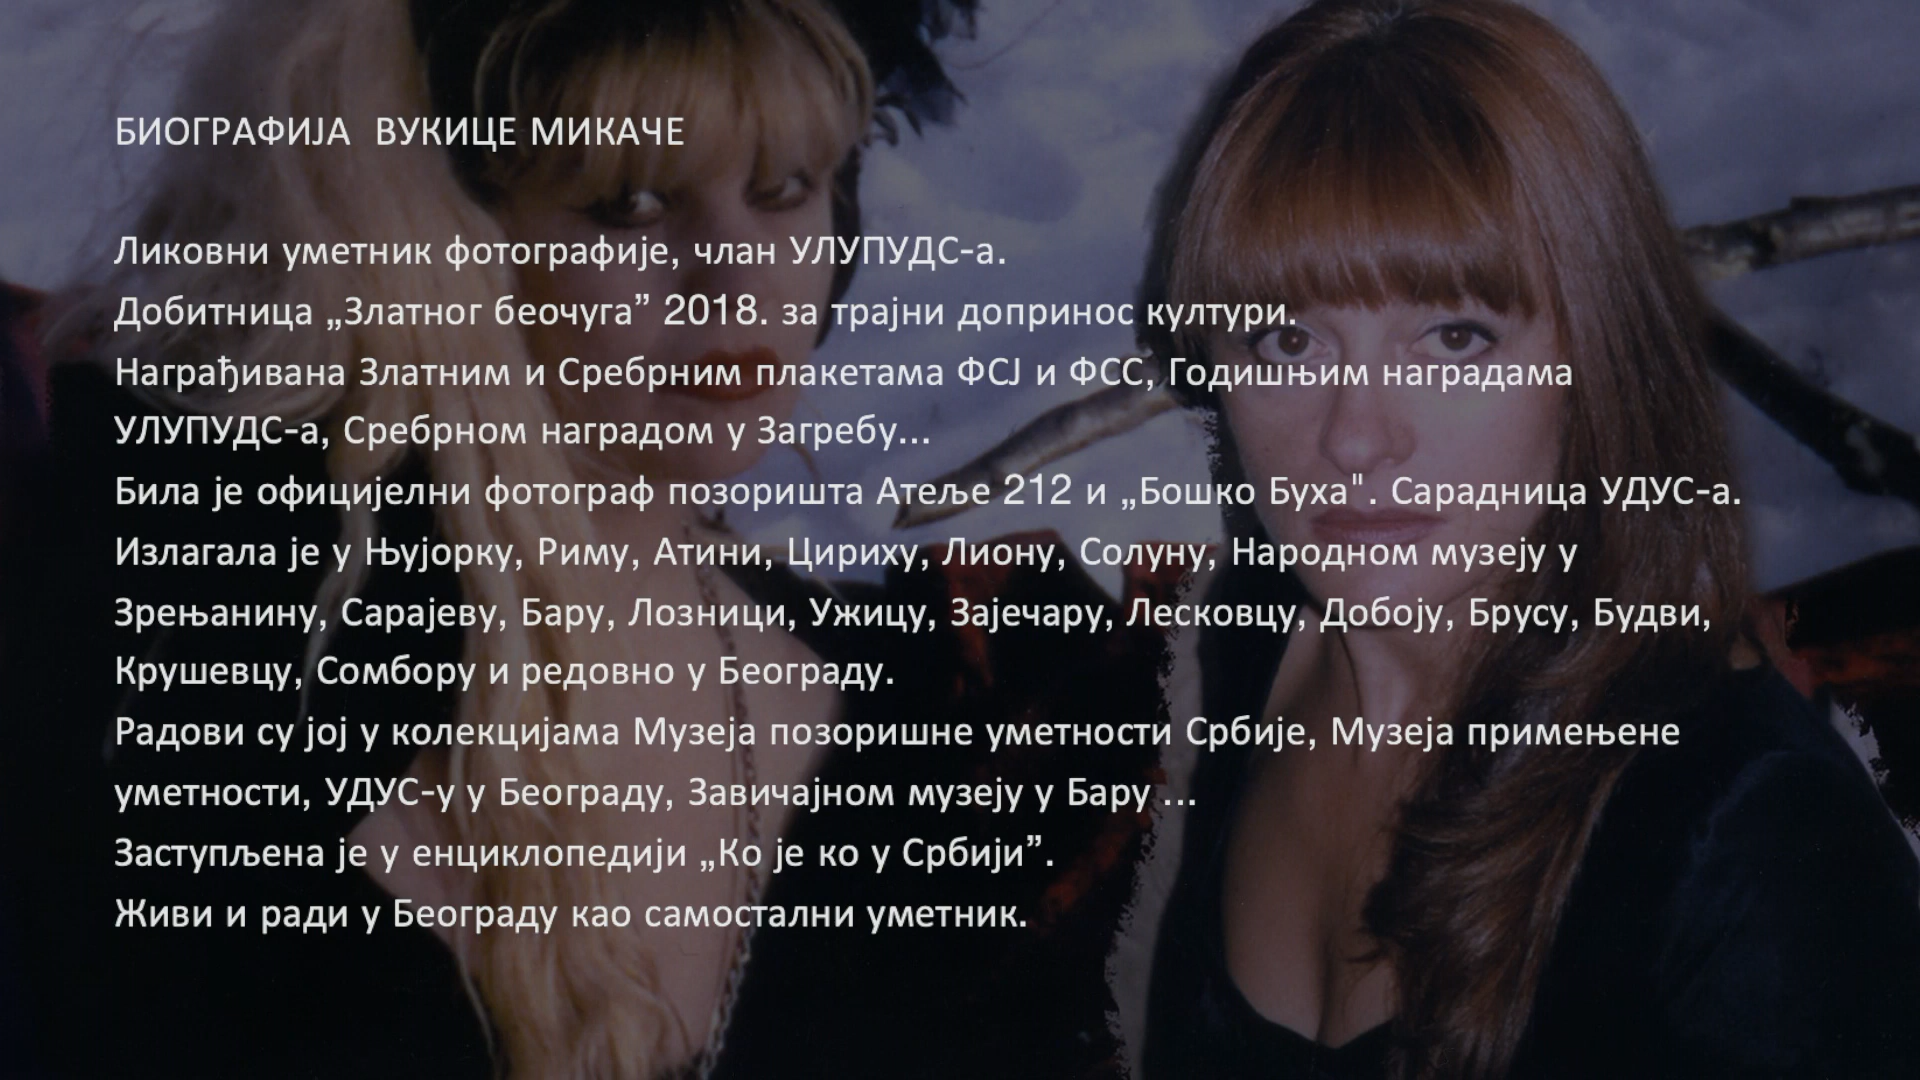 БИОГРАФИЈА ВУКИЦЕ МИКАЧЕ
Ликовни уметник фотографије, члан УЛУПУДС-а.
Добитница „Златног беочуга” 2018. за трајни допринос култури.
Награђивана Златним и Сребрним плакетама ФСЈ и ФСС, Годишњим наградама
УЛУПУДС-а, Сребрном наградом у Загребу...
Била је официјелни фотограф позоришта Атеље 212 и „Бошко Буха". Сарадница УДУС-а.
Излагала је у Њујорку, Риму, Атини, Цириху, Лиону, Солуну, Народном музеју у
Зрењанину, Сарајеву, Бару, Лозници, Ужицу, Зајечару, Лесковцу, Добоју, Брусу, Будви,
Крушевцу, Сомбору и редовно у Београду.
Радови су јој у колекцијама Музеја позоришне уметности Србије, Музеја примењене
уметности, УДУС-у у Београду, Завичајном музеју у Бару ...
Заступљена је у енциклопедији „Ко је ко у Србији”.
Живи и ради у Београду као самостални уметник.